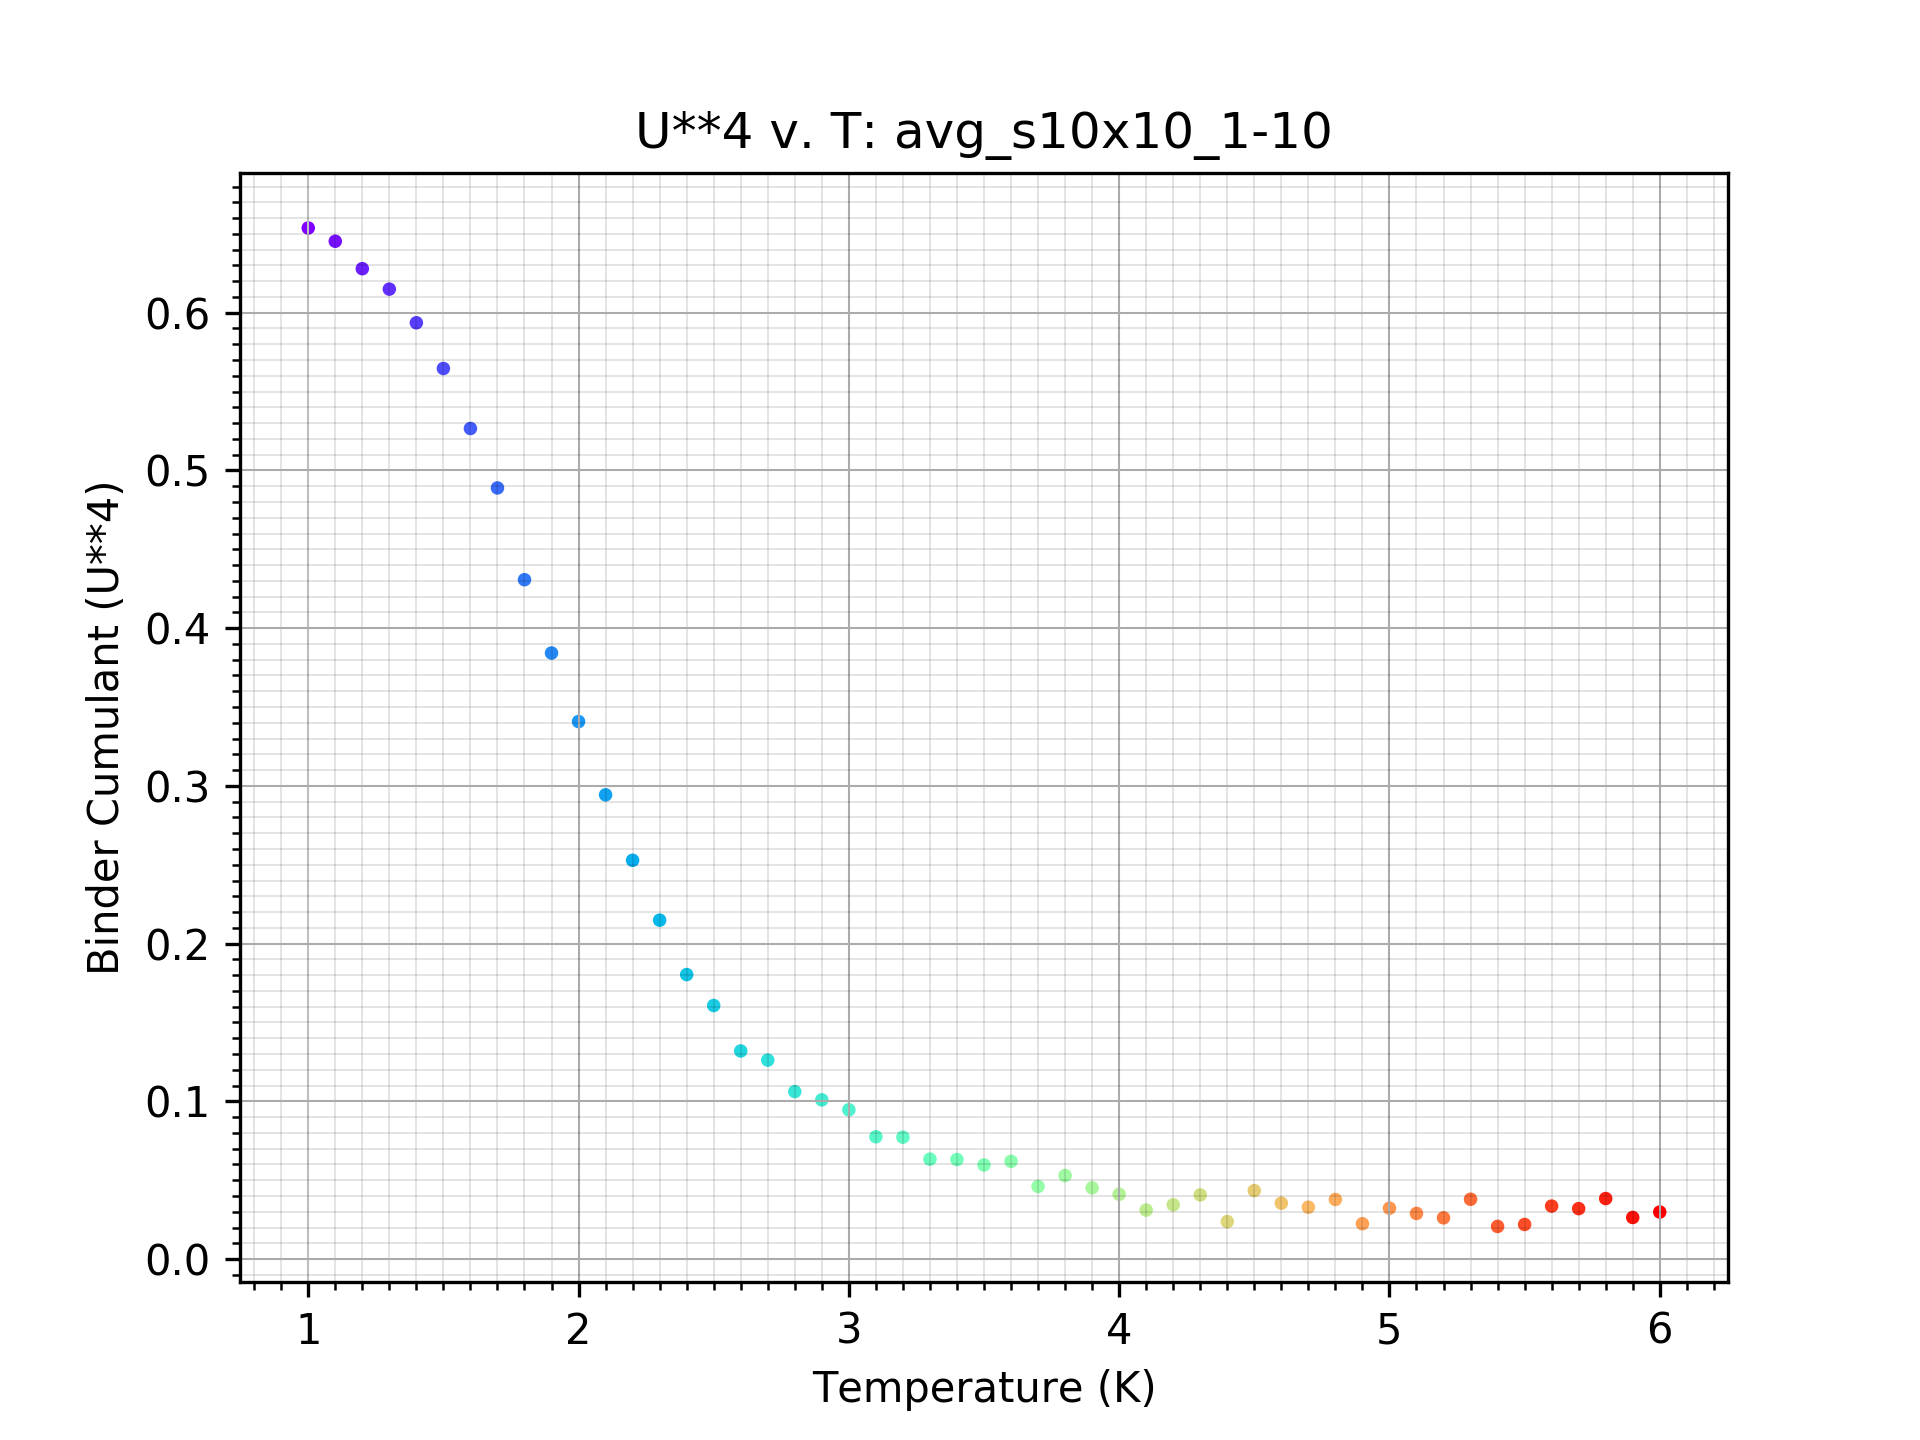 U**4 v. T: avg_s10x10_1-10
Binder Cumulant (U**4)
0.6
0.5
0.4
0.3
0.2
0.1
0.0
1 2 3 4 5 6
Temperature (K)